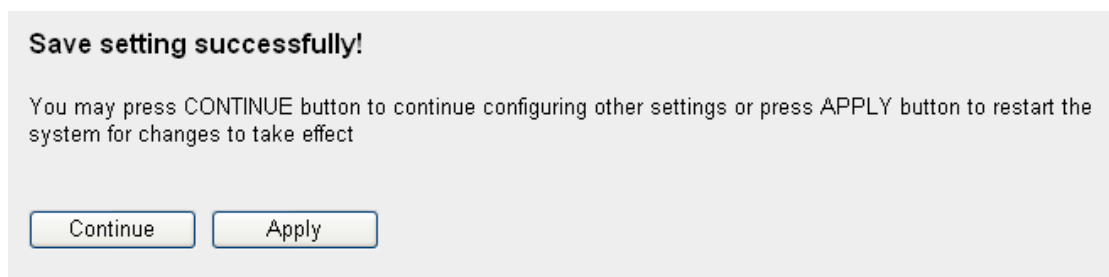 Save setting successfully!
You may press CONTINUE button to continue configuring other settings or press APPLY button to restart the
system for changes to take effect
Continue Apply